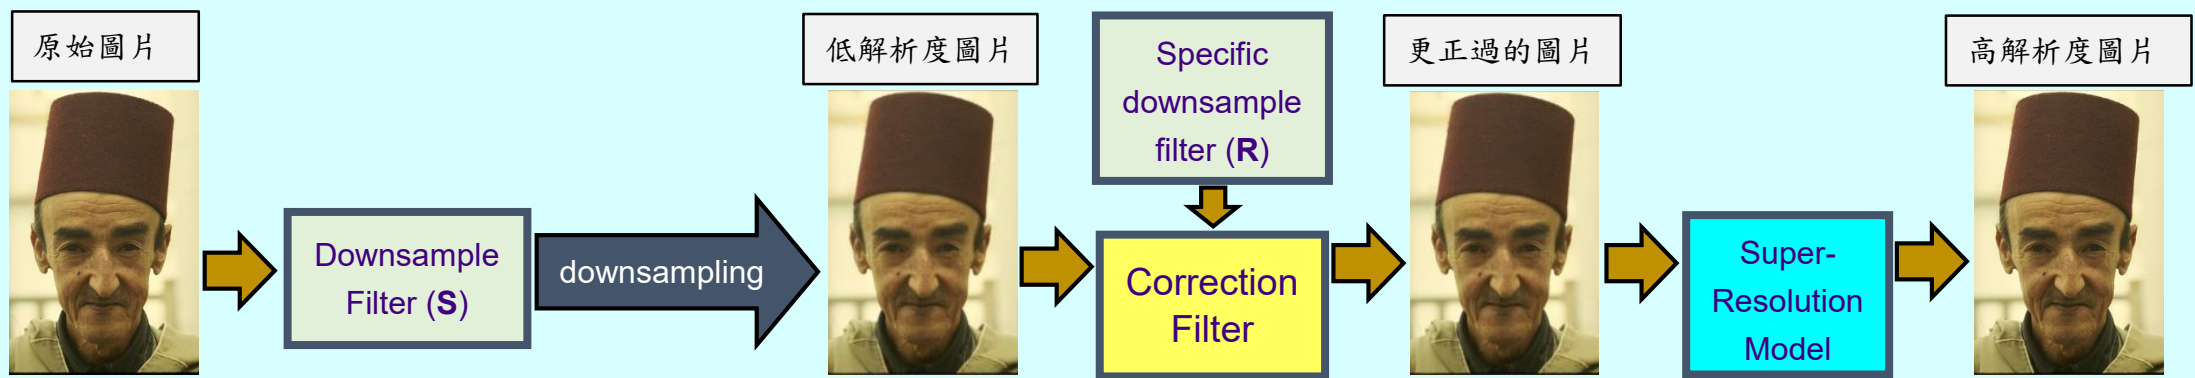 原始圖片
Downsample
Filter (S)
downsampling
低解析度圖片
Specific
downsample
filter (R)
Correction
Filter
更正過的圖片
Super-
Resolution
Model
高解析度圖片